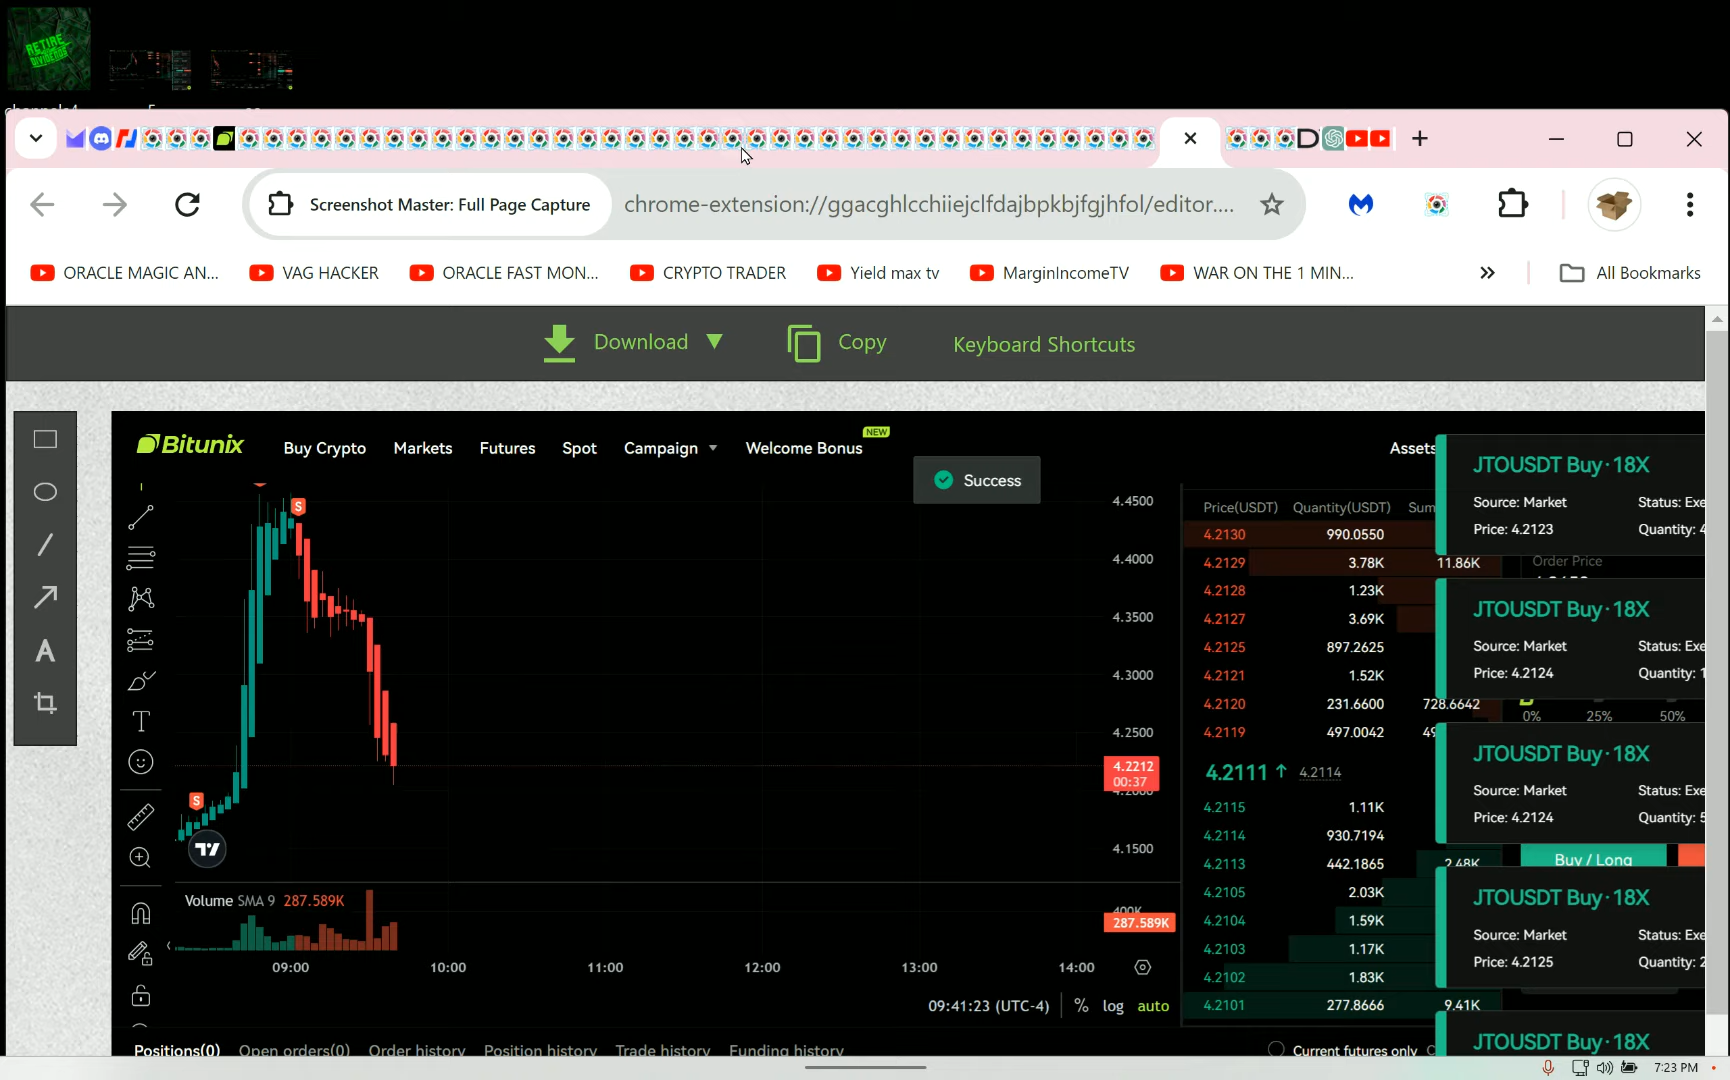 RETIRE
DIVIDENDS
Screenshot Master: Full Page Capture
chrome-extension://ggacghlcchiiejclfdajbpkbjfgjhfol/editor....
ORACLE MAGIC AN...
VAG HACKER
ORACLE FAST MON...
CRYPTO TRADER
Yield max tv
MarginIncomeTV
WAR ON THE 1 MIN...
All Bookmarks
Download
Copy
Keyboard Shortcuts
Bitunix
Buy Crypto
Markets
Futures
Spot
Campaign
Welcome Bonus
NEW
Assets
Success
4.4500
4.4000
4.3500
4.3000
4.2500
4.2212
00:37
4.1500
S
S
Volume SMA 9 287.589K
400K
287.589K
09:00 10:00 11:00 12:00 13:00 14:00
09:41:23 (UTC-4) % log auto
Price(USDT) Quantity(USDT) Sum
4.2130 990.0550
4.2129 3.78K 11.86K
4.2128 1.23K
4.2127 3.69K
4.2125 897.2625
4.2121 1.52K
4.2120 231.6600 728.6642
4.2119 497.0042 49
4.2111 ↑ 4.2114
4.2115 1.11K
4.2114 930.7194
4.2113 442.1865 2.48K
4.2105 2.03K
4.2104 1.59K
4.2103 1.17K
4.2102 1.83K
4.2101 277.8666 9.41K
JTOUSDT Buy·18X
Source: Market Status: Exe
Price: 4.2123 Quantity: 4
Order Price
JTOUSDT Buy·18X
Source: Market Status: Exe
Price: 4.2124 Quantity: 1
0% 25% 50%
JTOUSDT Buy·18X
Source: Market Status: Exe
Price: 4.2124 Quantity: 5
Buy / Long
JTOUSDT Buy·18X
Source: Market Status: Exe
Price: 4.2125 Quantity: 2
JTOUSDT Buy·18X
Positions(0) Open orders(0) Order history Position history Trade history Funding history
Current futures only
7:23 PM